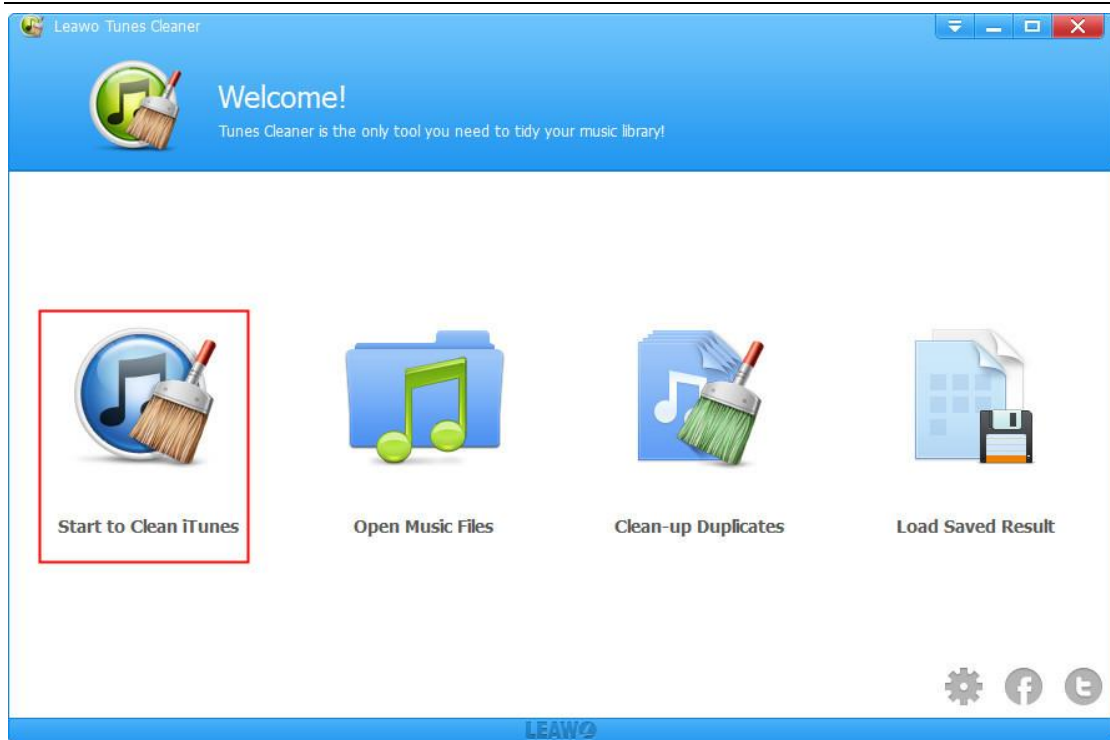 Leawo Tunes Cleaner
Welcome!
Tunes Cleaner is the only tool you need to tidy your music library!
Start to Clean iTunes
Open Music Files
Clean-up Duplicates
Load Saved Result
LEAWO